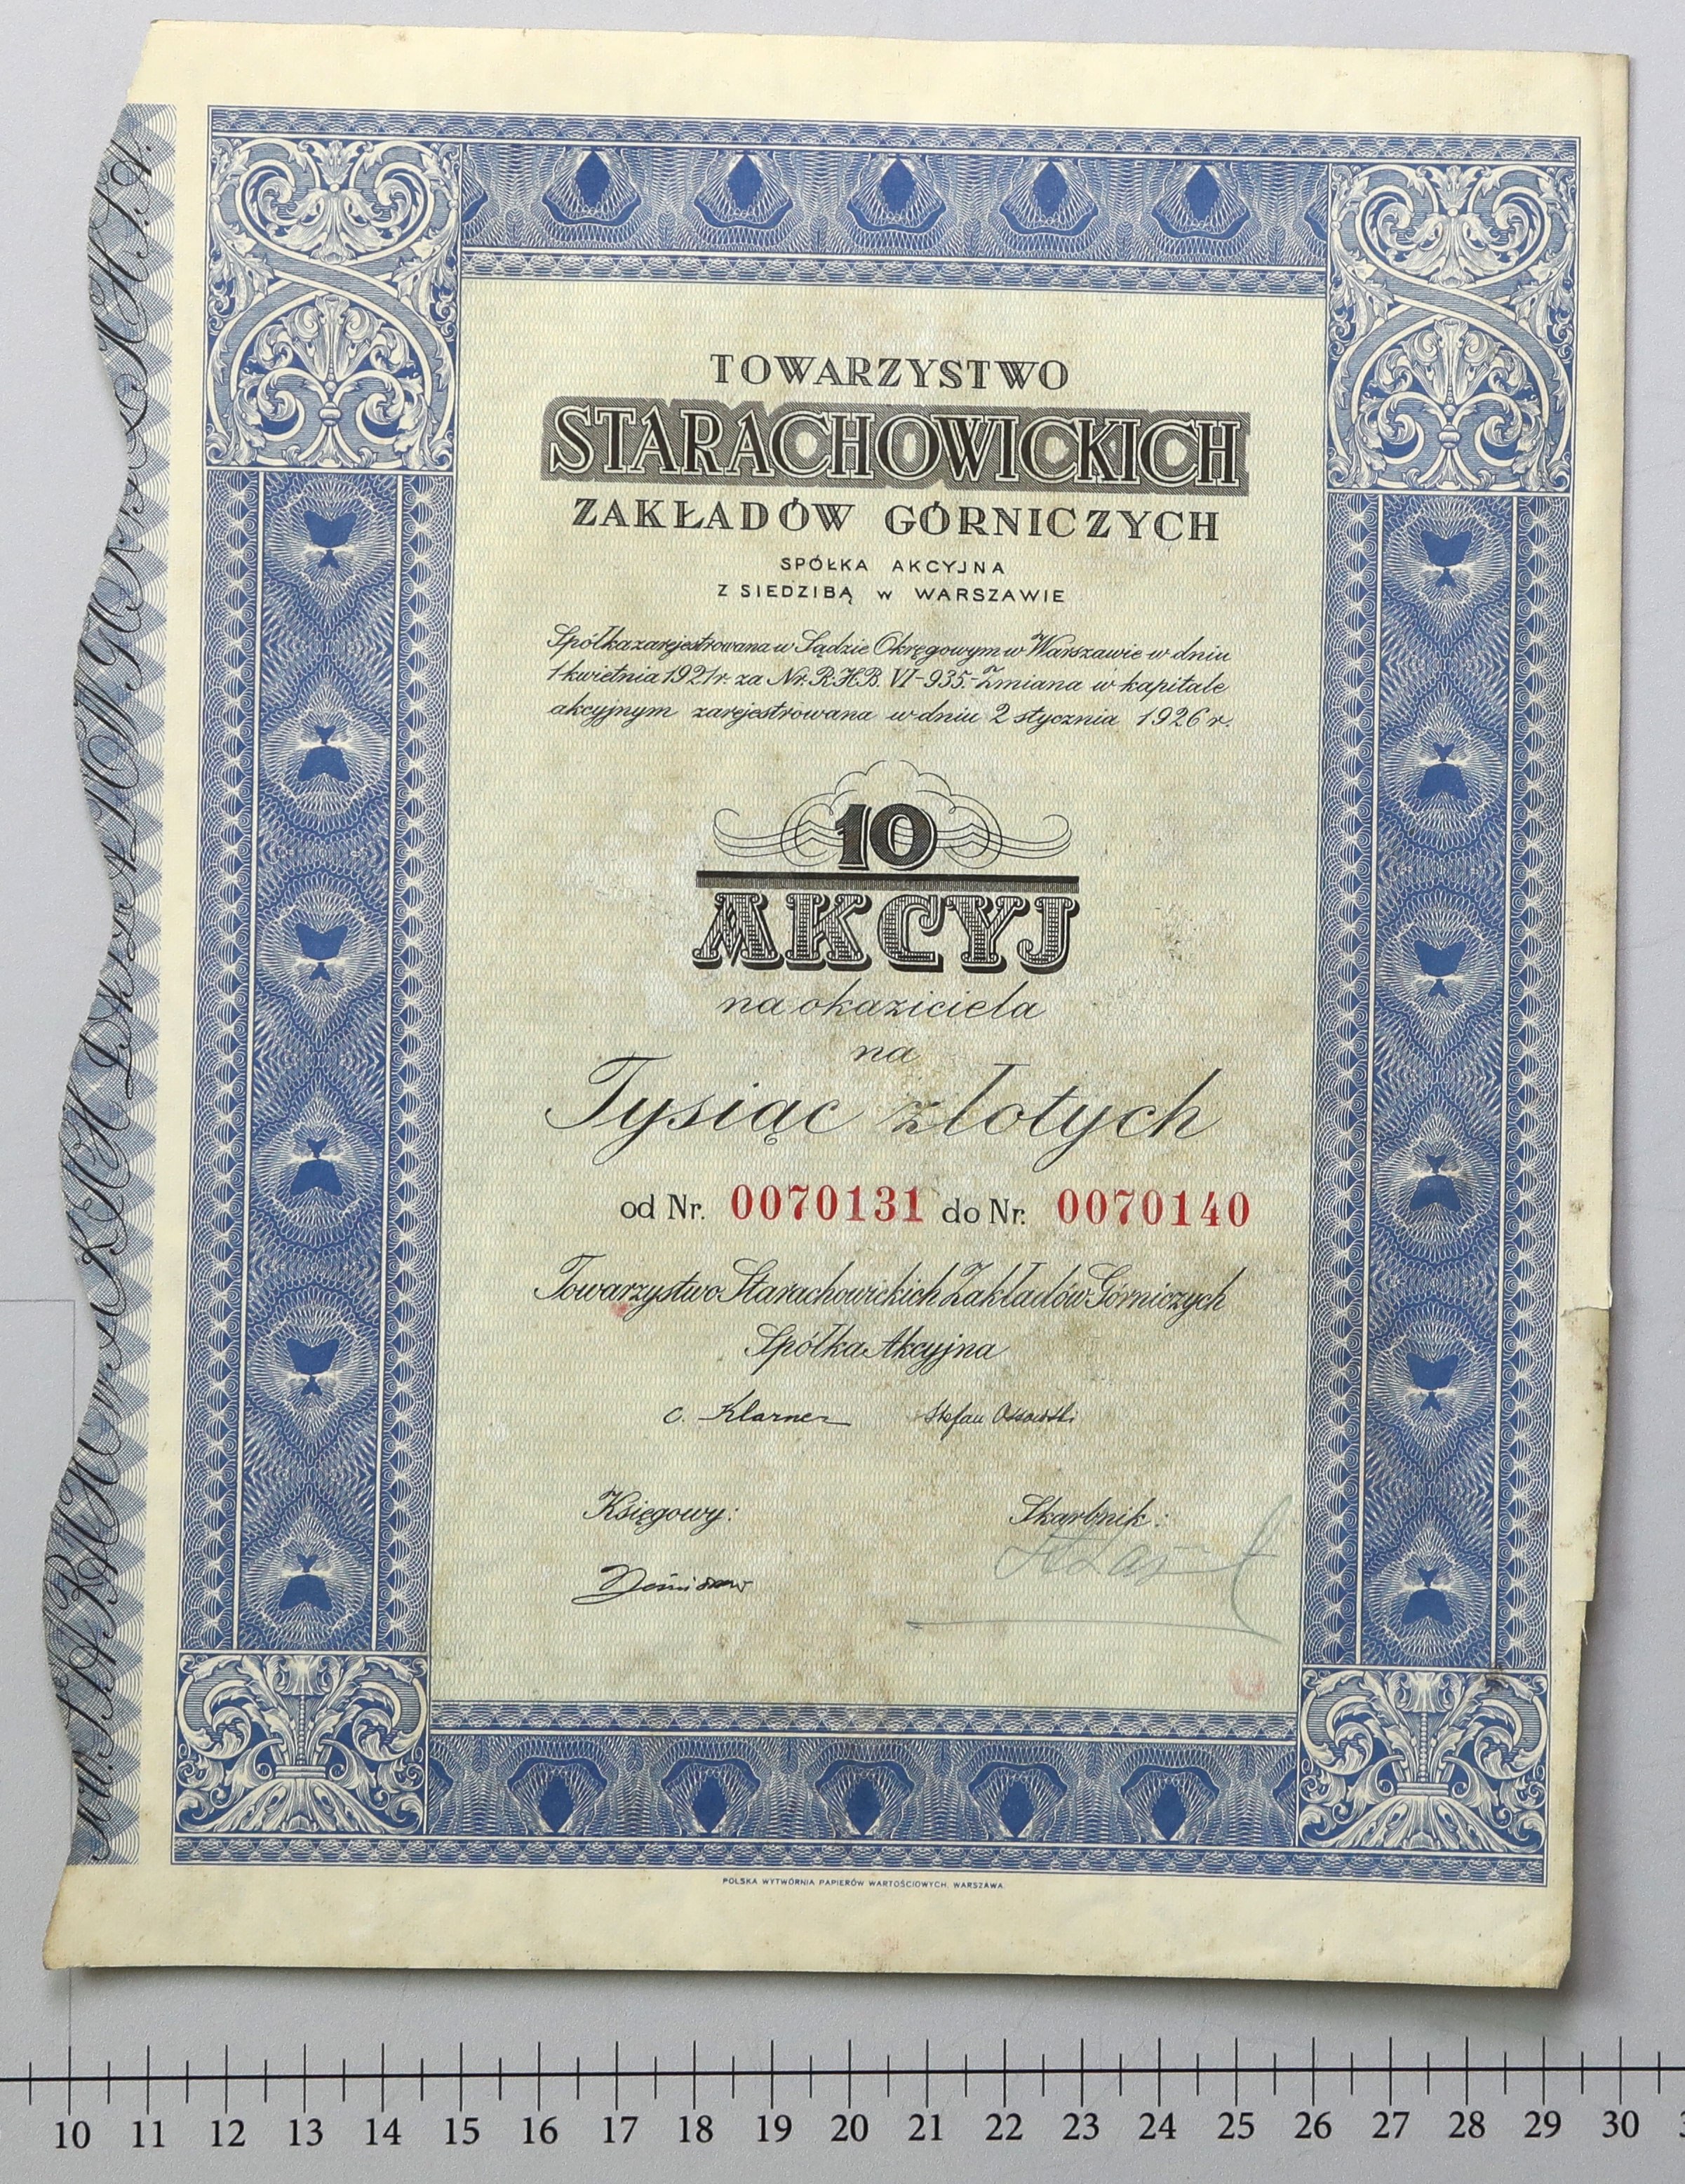 TOWARZYSTWO
STARACHOWICKICH
ZAKŁADÓW GÓRNICZYCH
SPÓŁKA AKCYJNA
Z SIEDZIBĄ w WARSZAWIE
Spółka zarejestrowana w Sądzie Okręgowym w Warszawie w dniu
1 kwietnia 1921 r. za Nr. R.H.B. VI-935.- Zmiana w kapitale
akcyjnym zarejestrowana w dniu 2 stycznia 1926 r.
10
AKCYJ
na okaziciela
na
Tysiąc złotych
od Nr. 0070131 do Nr. 0070140
Towarzystwo Starachowickich Zakładów Górniczych
Spółka Akcyjna
C. Klarner Stefan Ossowski
Księgowy: Skarbnik:
POLSKA WYTWÓRNIA PAPIERÓW WARTOŚCIOWYCH. WARSZAWA.
10 11 12 13 14 15 16 17 18 19 20 21 22 23 24 25 26 27 28 29 30